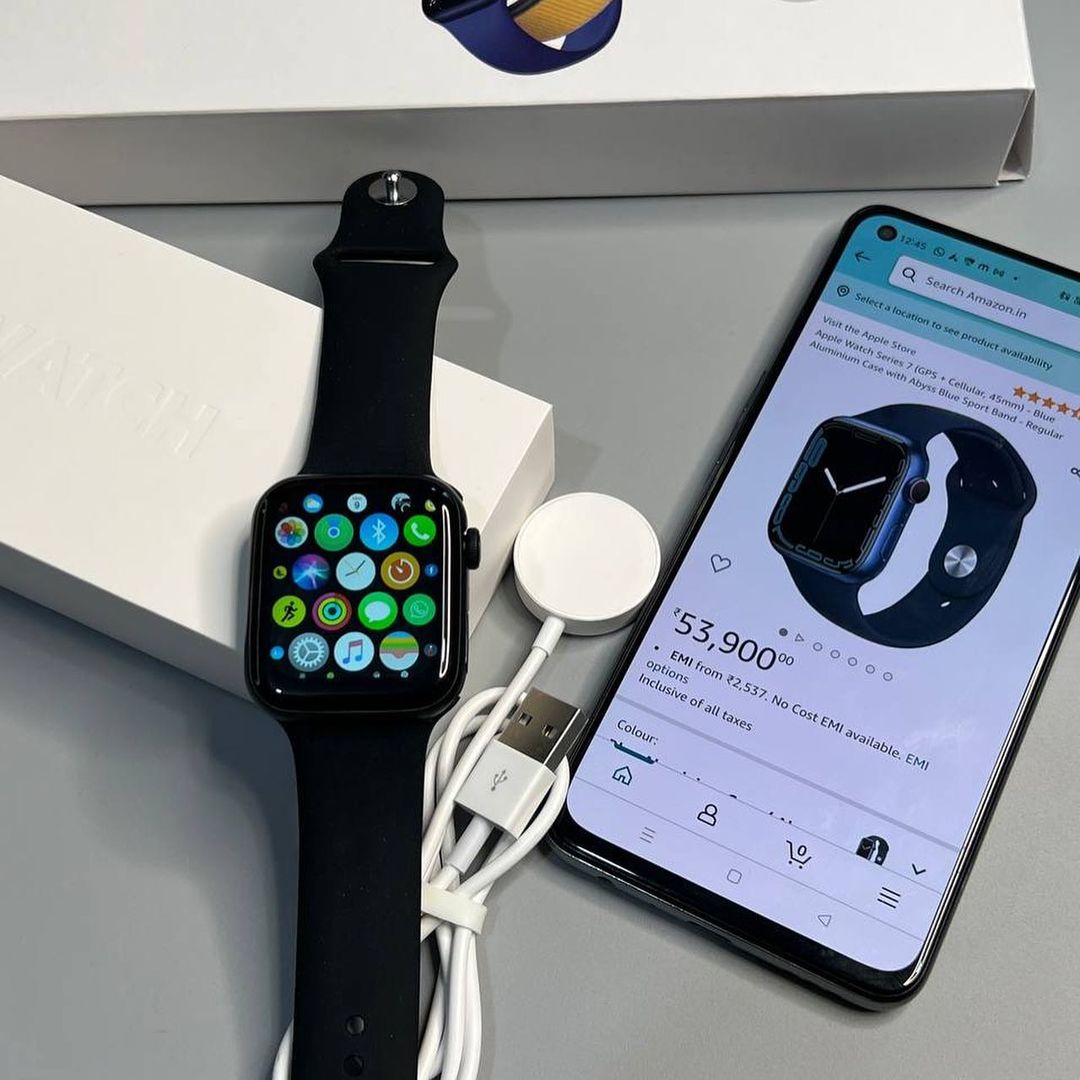 WATCH
9
12:45
Search Amazon.in
Select a location to see product availability
Visit the Apple Store
Apple Watch Series 7 (GPS + Cellular, 45mm) - Blue
Aluminium Case with Abyss Blue Sport Band - Regular
₹53,900⁰⁰
• EMI from ₹2,537. No Cost EMI available. EMI
options
Inclusive of all taxes
Colour:
0